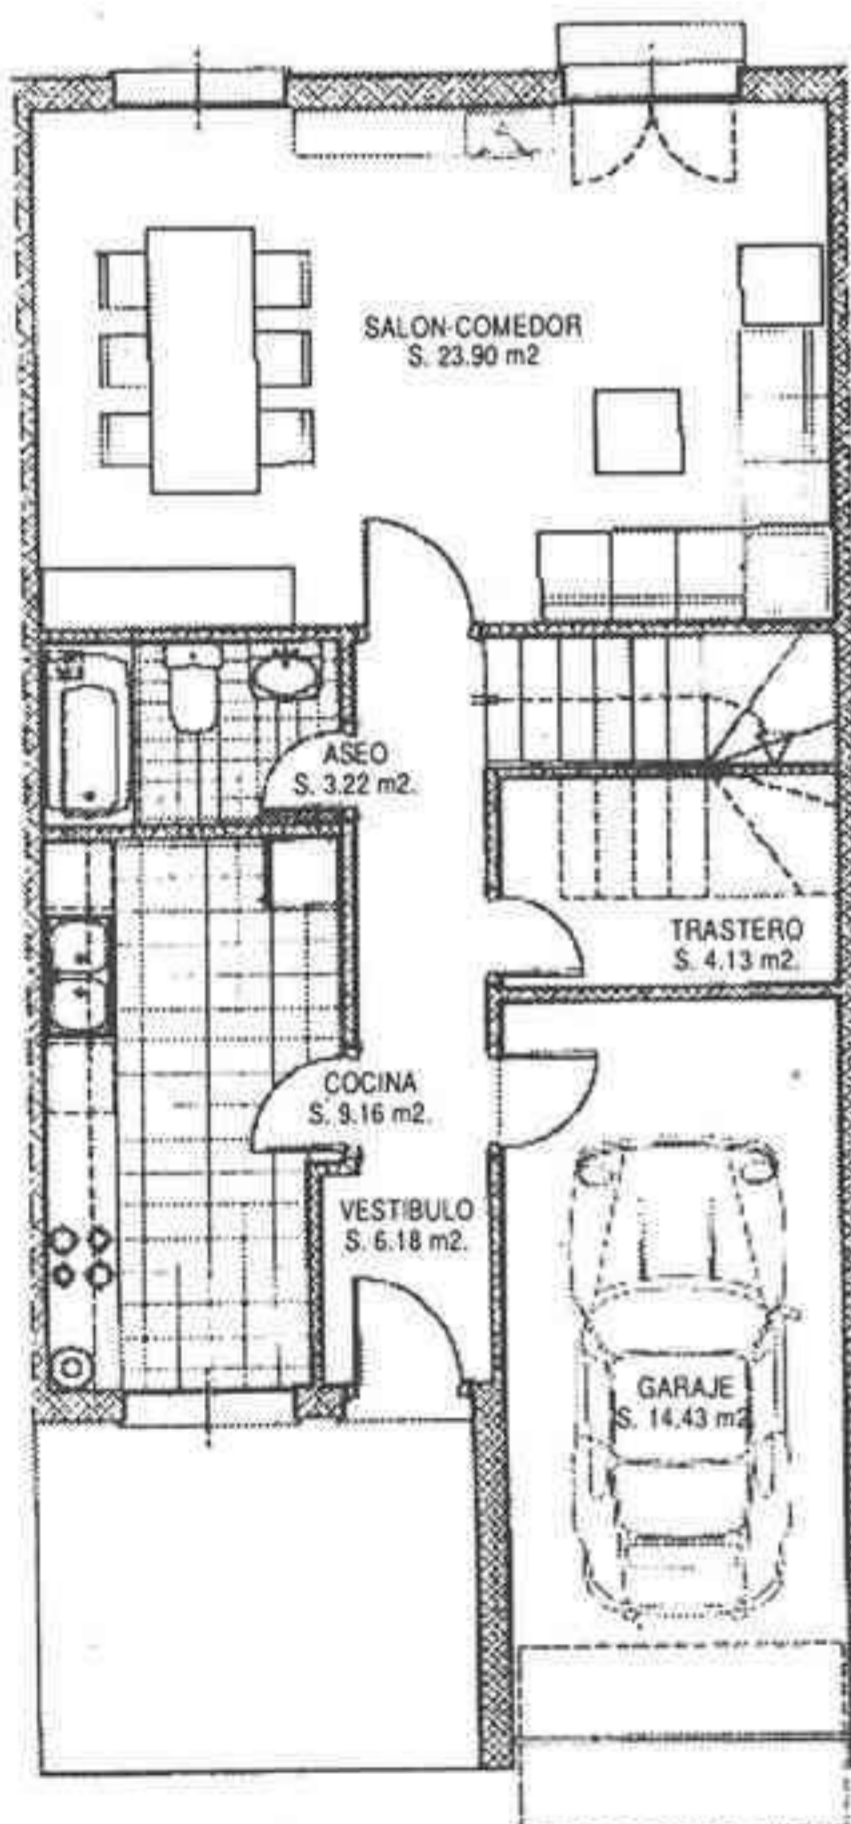 SALON-COMEDOR
S. 23.90 m2
ASEO
S. 3.22 m2.
TRASTERO
S. 4.13 m2.
COCINA
S. 9.16 m2.
VESTIBULO
S. 6.18 m2.
GARAJE
S. 14.43 m2